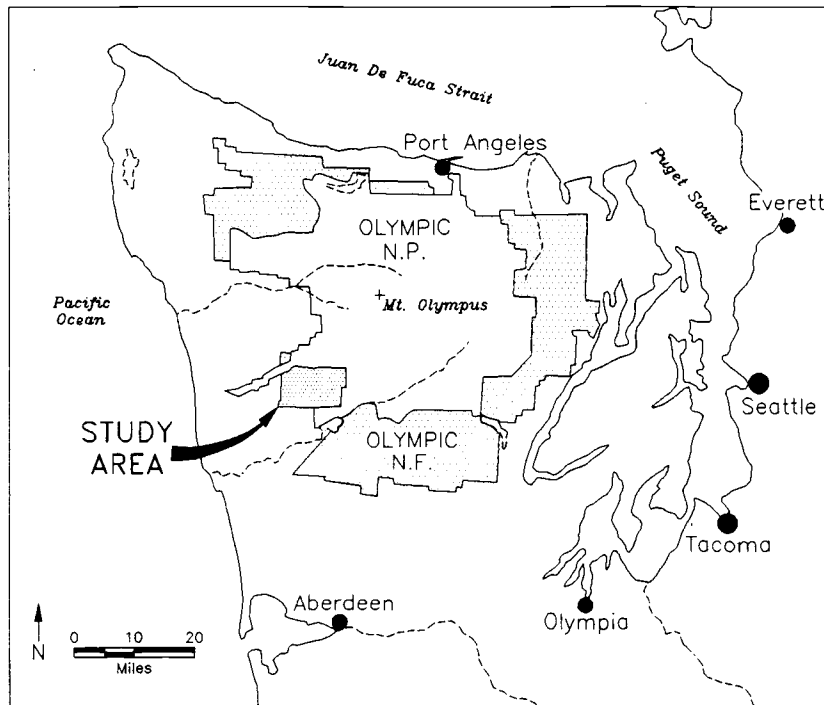 Juan De Fuca Strait
Port Angeles
Puget Sound
Everett
OLYMPIC
N.P.
Pacific
Ocean
+Mt. Olympus
Seattle
STUDY
AREA
OLYMPIC
N.F.
Tacoma
Aberdeen
Olympia
N
0 10 20
Miles